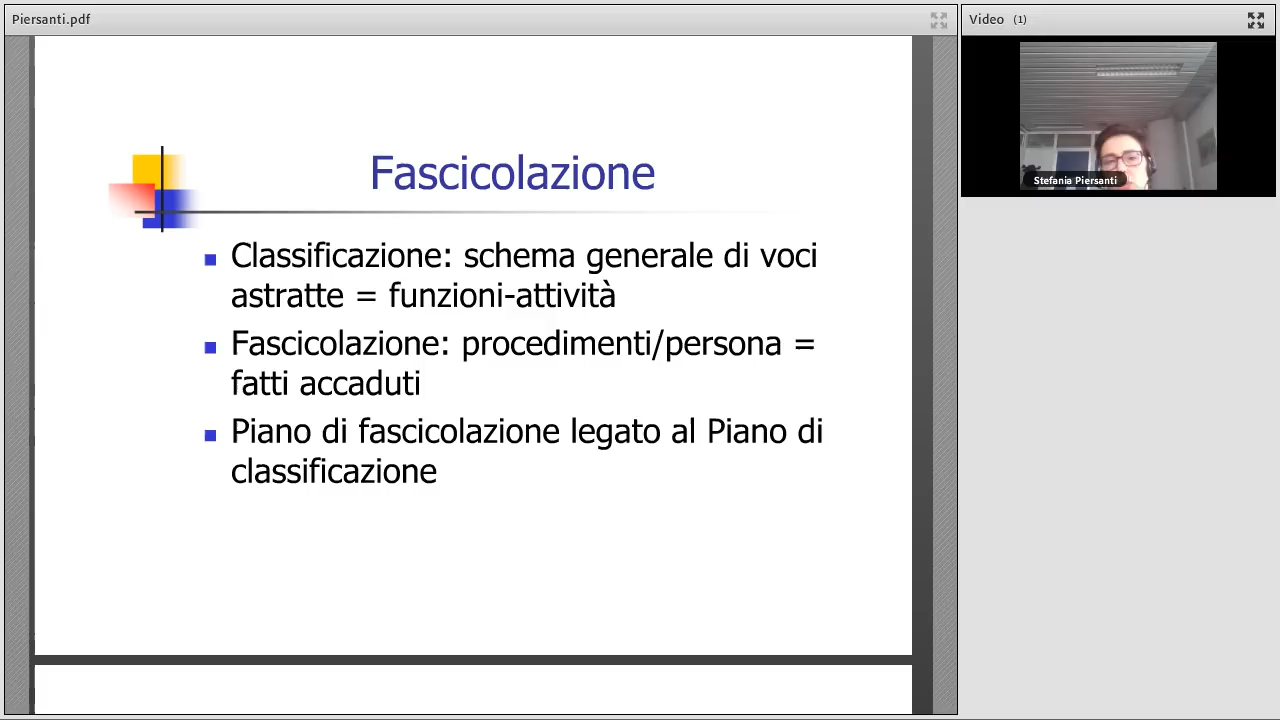 Piersanti.pdf
Video (1)
Stefania Piersanti
Fascicolazione
Classificazione: schema generale di voci
astratte = funzioni-attività
Fascicolazione: procedimenti/persona =
fatti accaduti
Piano di fascicolazione legato al Piano di
classificazione